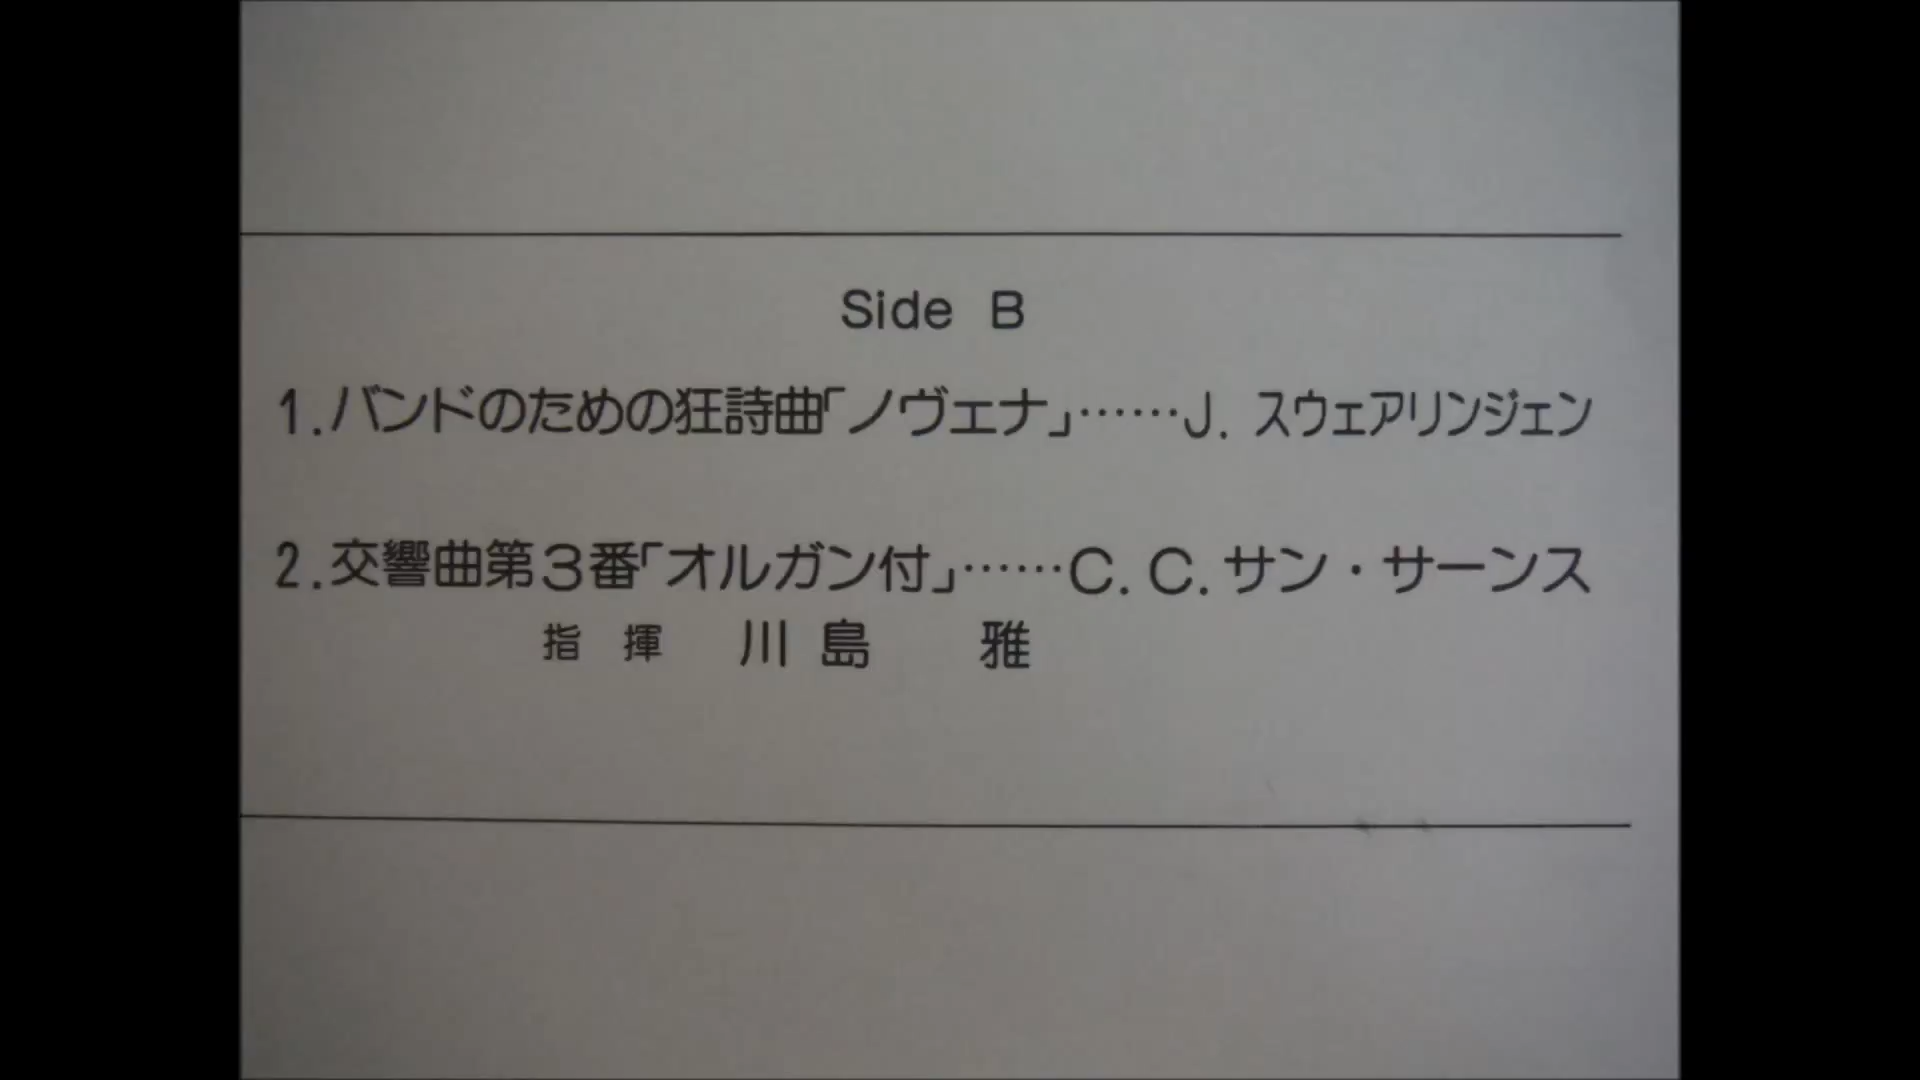 Side B
1.バンドのための狂詩曲「ノヴェナ」……J. スウェアリンジェン
2.交響曲第3番「オルガン付」……C.C.サン・サーンス
指 揮 川 島 雅